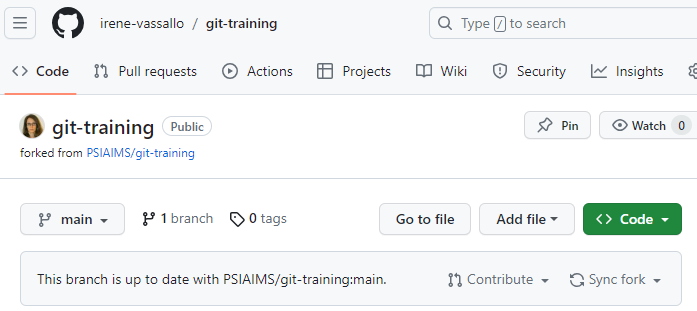 irene-vassallo / git-training
Type / to search
Code Pull requests Actions Projects Wiki Security Insights
git-training Public
Pin Watch 0
forked from PSIAIMS/git-training
main 1 branch 0 tags Go to file Add file Code
This branch is up to date with PSIAIMS/git-training:main. Contribute Sync fork